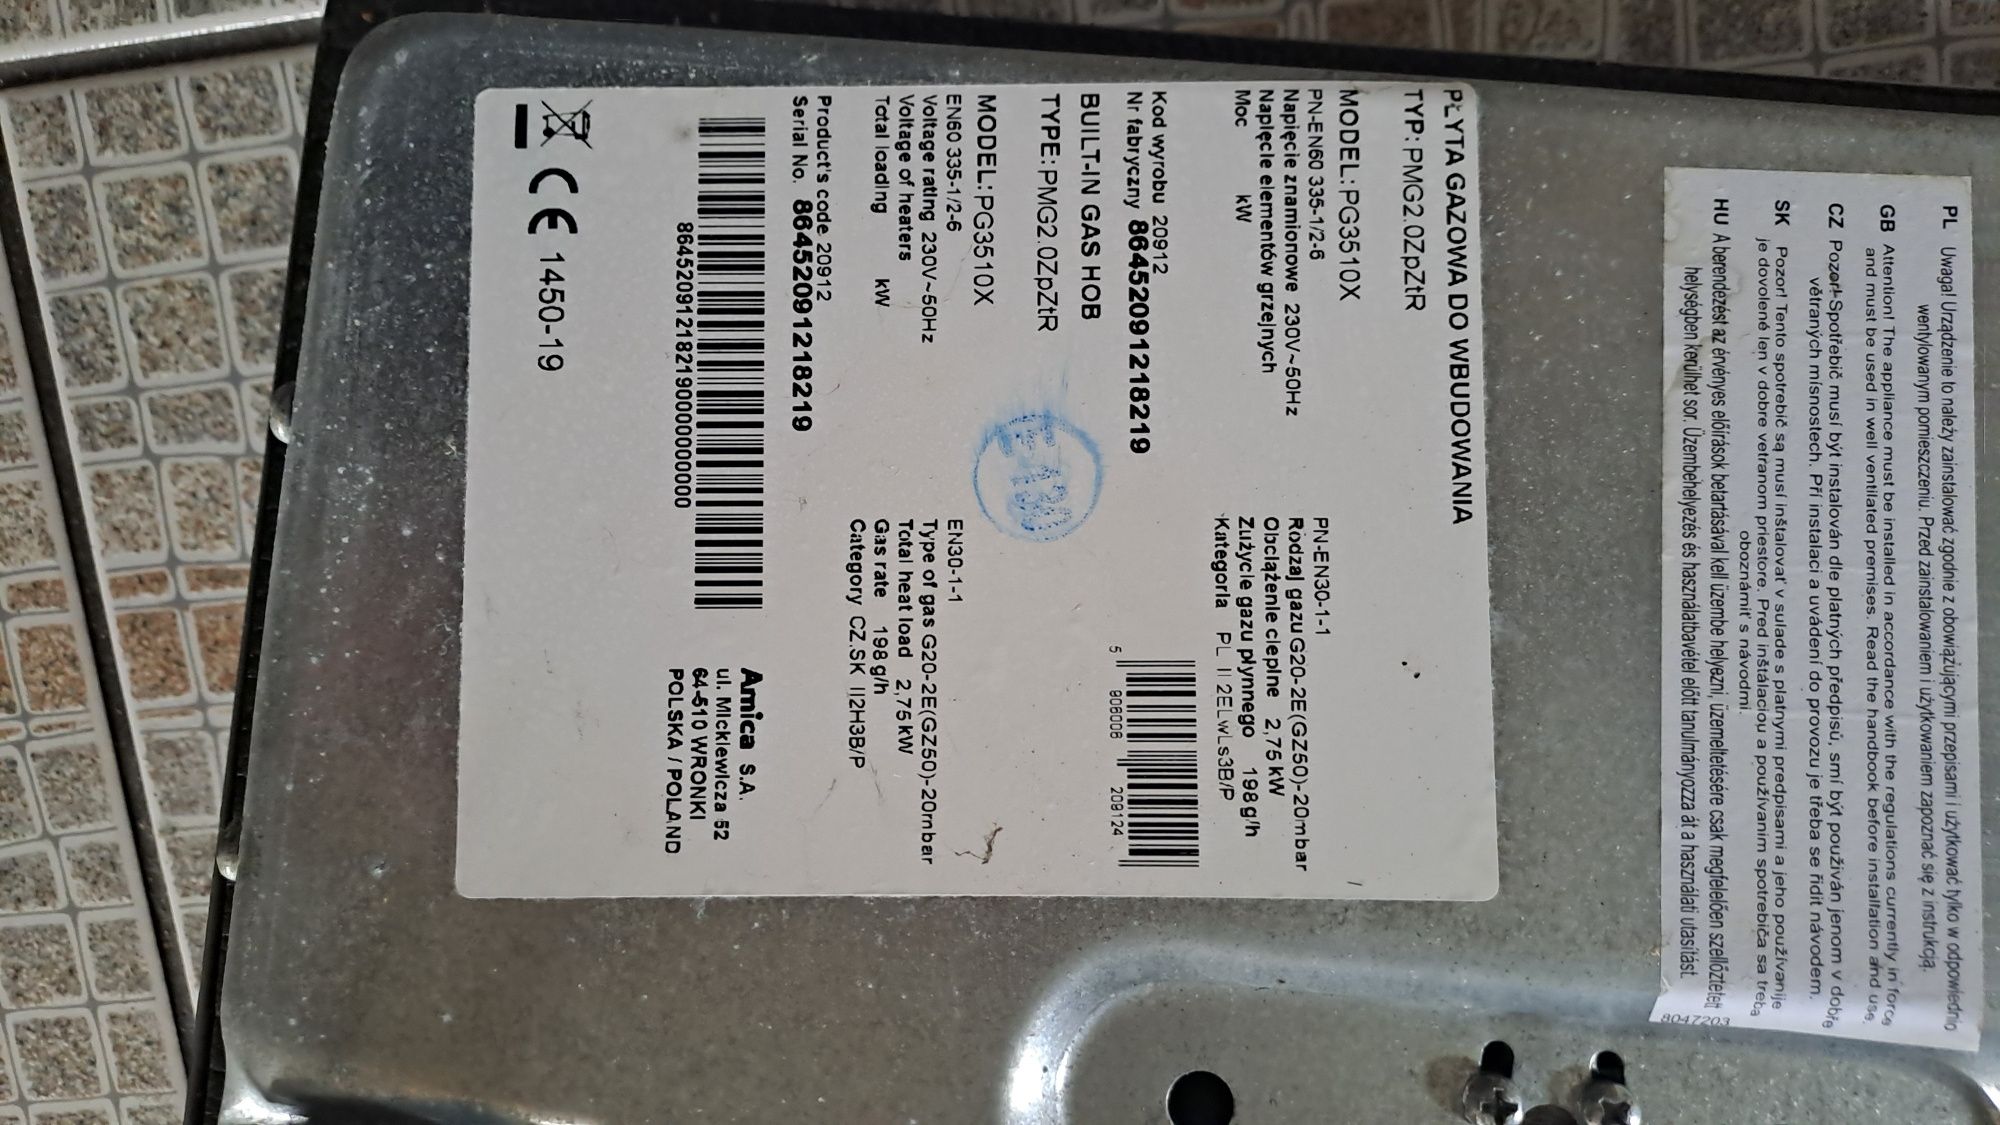 PŁYTA GAZOWA DO WBUDOWANIA
TYP: PMG2.0ZpZtR
MODEL: PG3510X
PN-EN60 335-1/2-6
Napięcie znamionowe 230V~50Hz
Napięcie elementów grzejnych
Moc kW
PN-EN30-1-1
Rodzaj gazu G20-2E(GZ50)-20mbar
Obciążenie cieplne 2,75 kW
Zużycie gazu płynnego 198 g/h
Kategoria PL II 2ELwLs3B/P
Kod wyrobu 20912
Nr fabryczny 86452091218219
5 906006 209124
BUILT-IN GAS HOB
TYPE: PMG2.0ZpZtR
MODEL: PG3510X
EN60 335-1/2-6
Voltage rating 230V~50Hz
Voltage of heaters
Total loading kW
EN30-1-1
Type of gas G20-2E(GZ50)-20mbar
Total heat load 2,75 kW
Gas rate 198 g/h
Category CZ.SK II2H3B/P
E-430
Product's code 20912
Serial No. 86452091218219
864520912182190000000000
Amica S.A.
ul. Mickiewicza 52
64-510 WRONKI
POLSKA / POLAND
CE 1450-19
PL Uwaga! Urządzenie to należy zainstalować zgodnie z obowiązującymi przepisami i użytkować tylko w odpowiednio
wentylowanym pomieszczeniu. Przed zainstalowaniem i użytkowaniem zapoznać się z instrukcją.
GB Attention! The appliance must be installed in accordance with the regulations currently in force
and must be used in well ventilated premises. Read the handbook before installation and use.
CZ Pozor! Spotřebič musí být instalován dle platných předpisů, smí být používán jenom v dobře
větraných místnostech. Při instalaci a uvádění do provozu je třeba se řídit návodem.
SK Pozor! Tento spotrebič są musí inštalovať v sulade s platnymi predpisami a jeho používanije
je dovolené len v dobre vetranom priestore. Pred inštálaciou a používaním spotrebiča sa treba
oboznámiť s návodmi.
HU A berendezést az érvényes előírások betartásával kell üzembe helyezni, üzemeltetésére csak megfelelően szellőztetett
helyiségben kerülhet sor. Üzembehelyezés és használatbavétel előtt tanulmányozza át a használati utasítást.
8047203